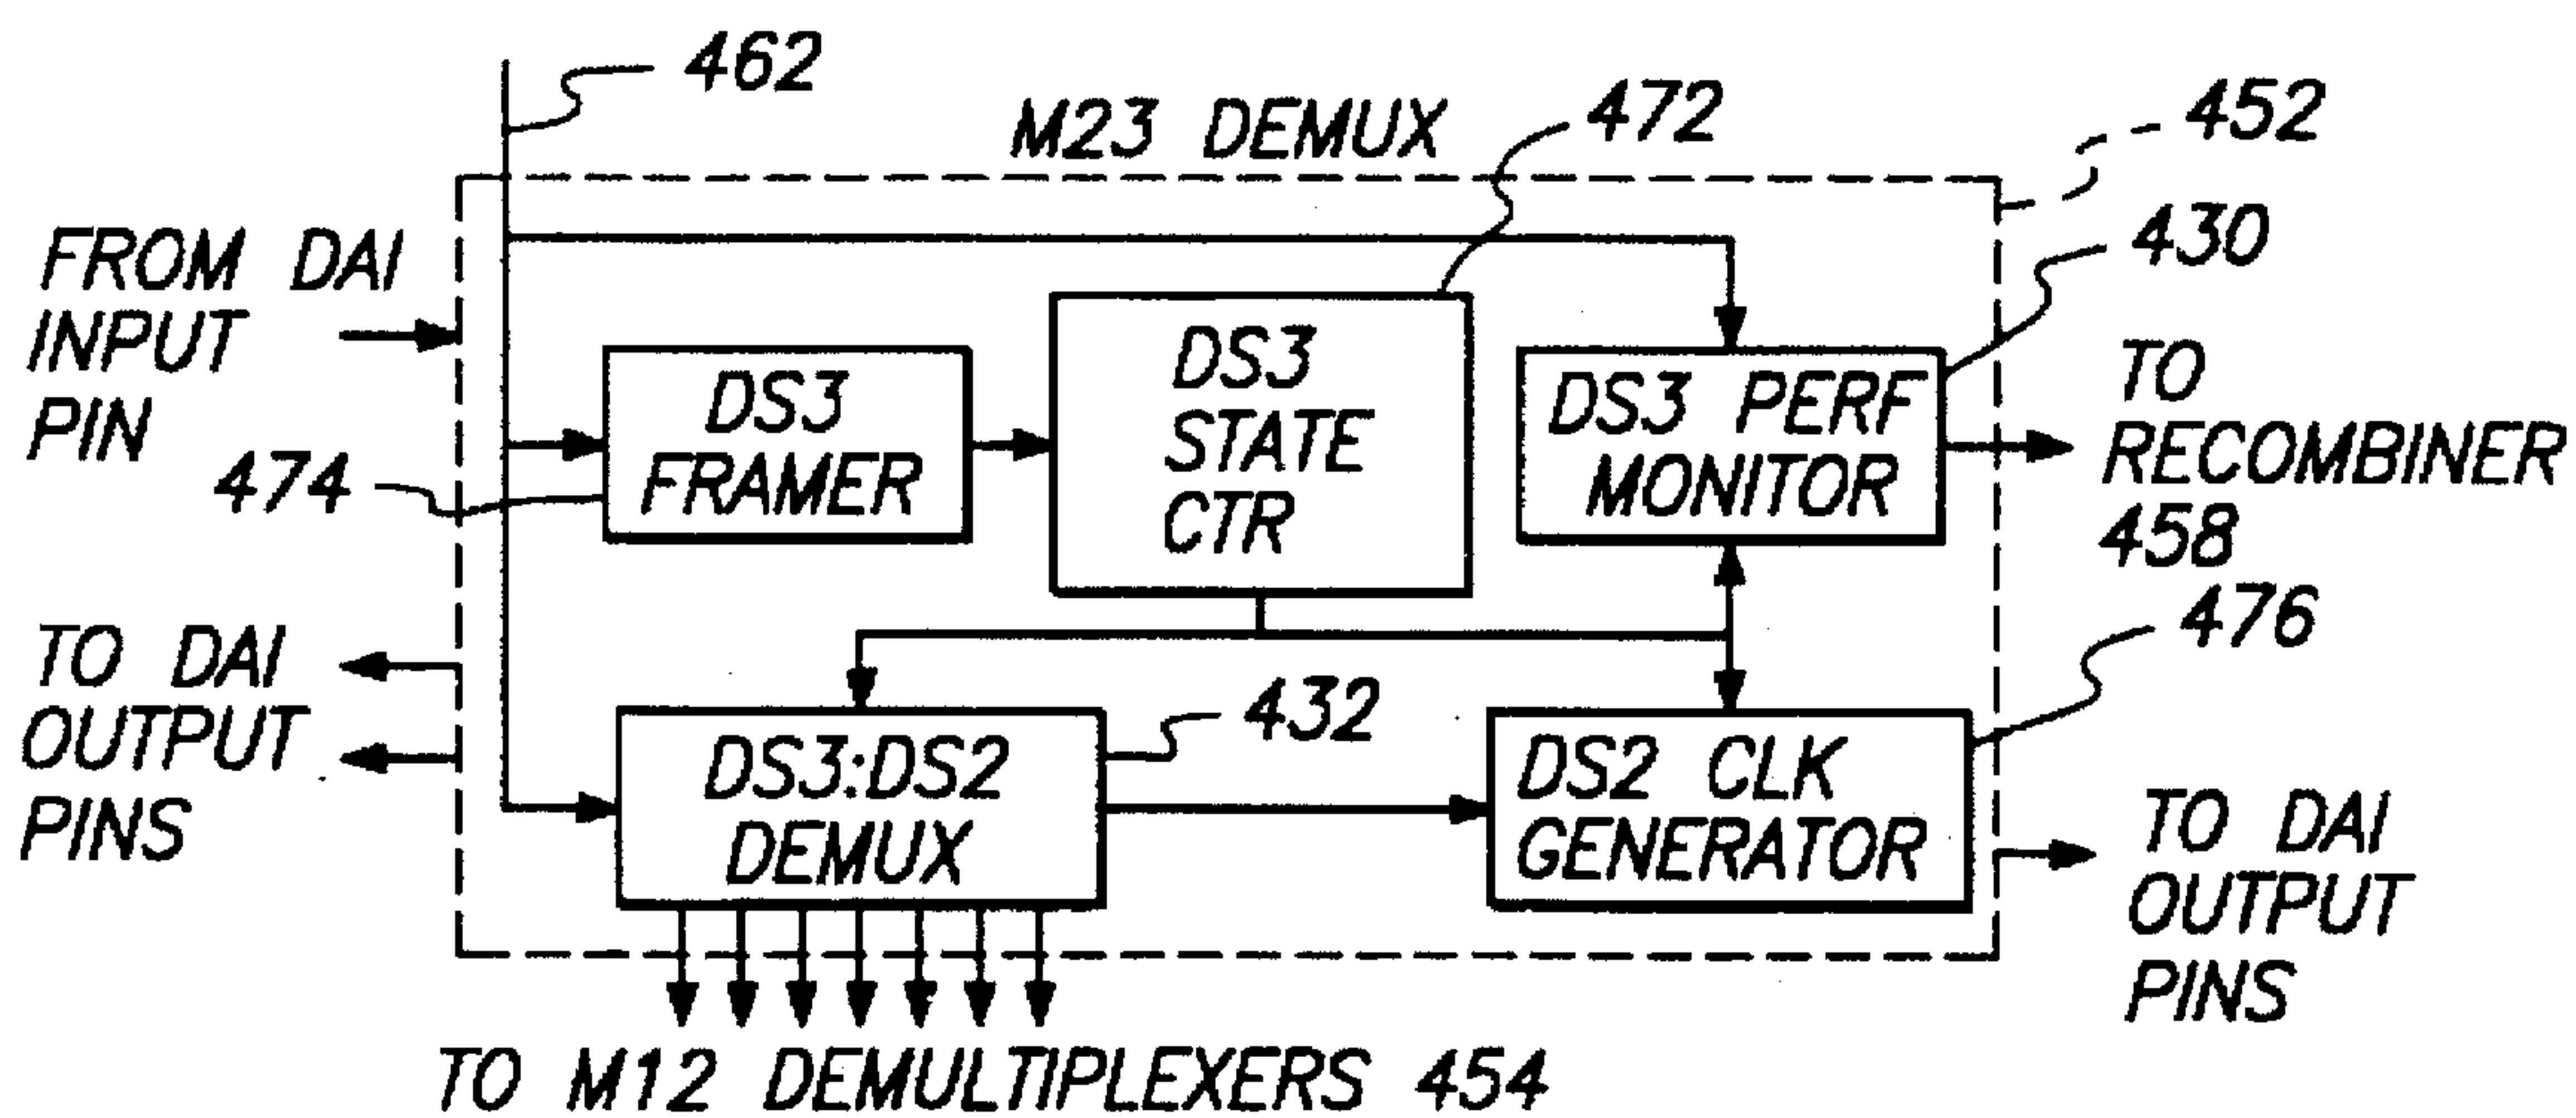 462
M23 DEMUX
472
452
430
FROM DAI
INPUT
PIN
474
DS3
FRAMER
DS3
STATE
CTR
DS3 PERF
MONITOR
TO
RECOMBINER
458
476
TO DAI
OUTPUT
PINS
432
DS3:DS2
DEMUX
DS2 CLK
GENERATOR
TO DAI
OUTPUT
PINS
TO M12 DEMULTIPLEXERS 454